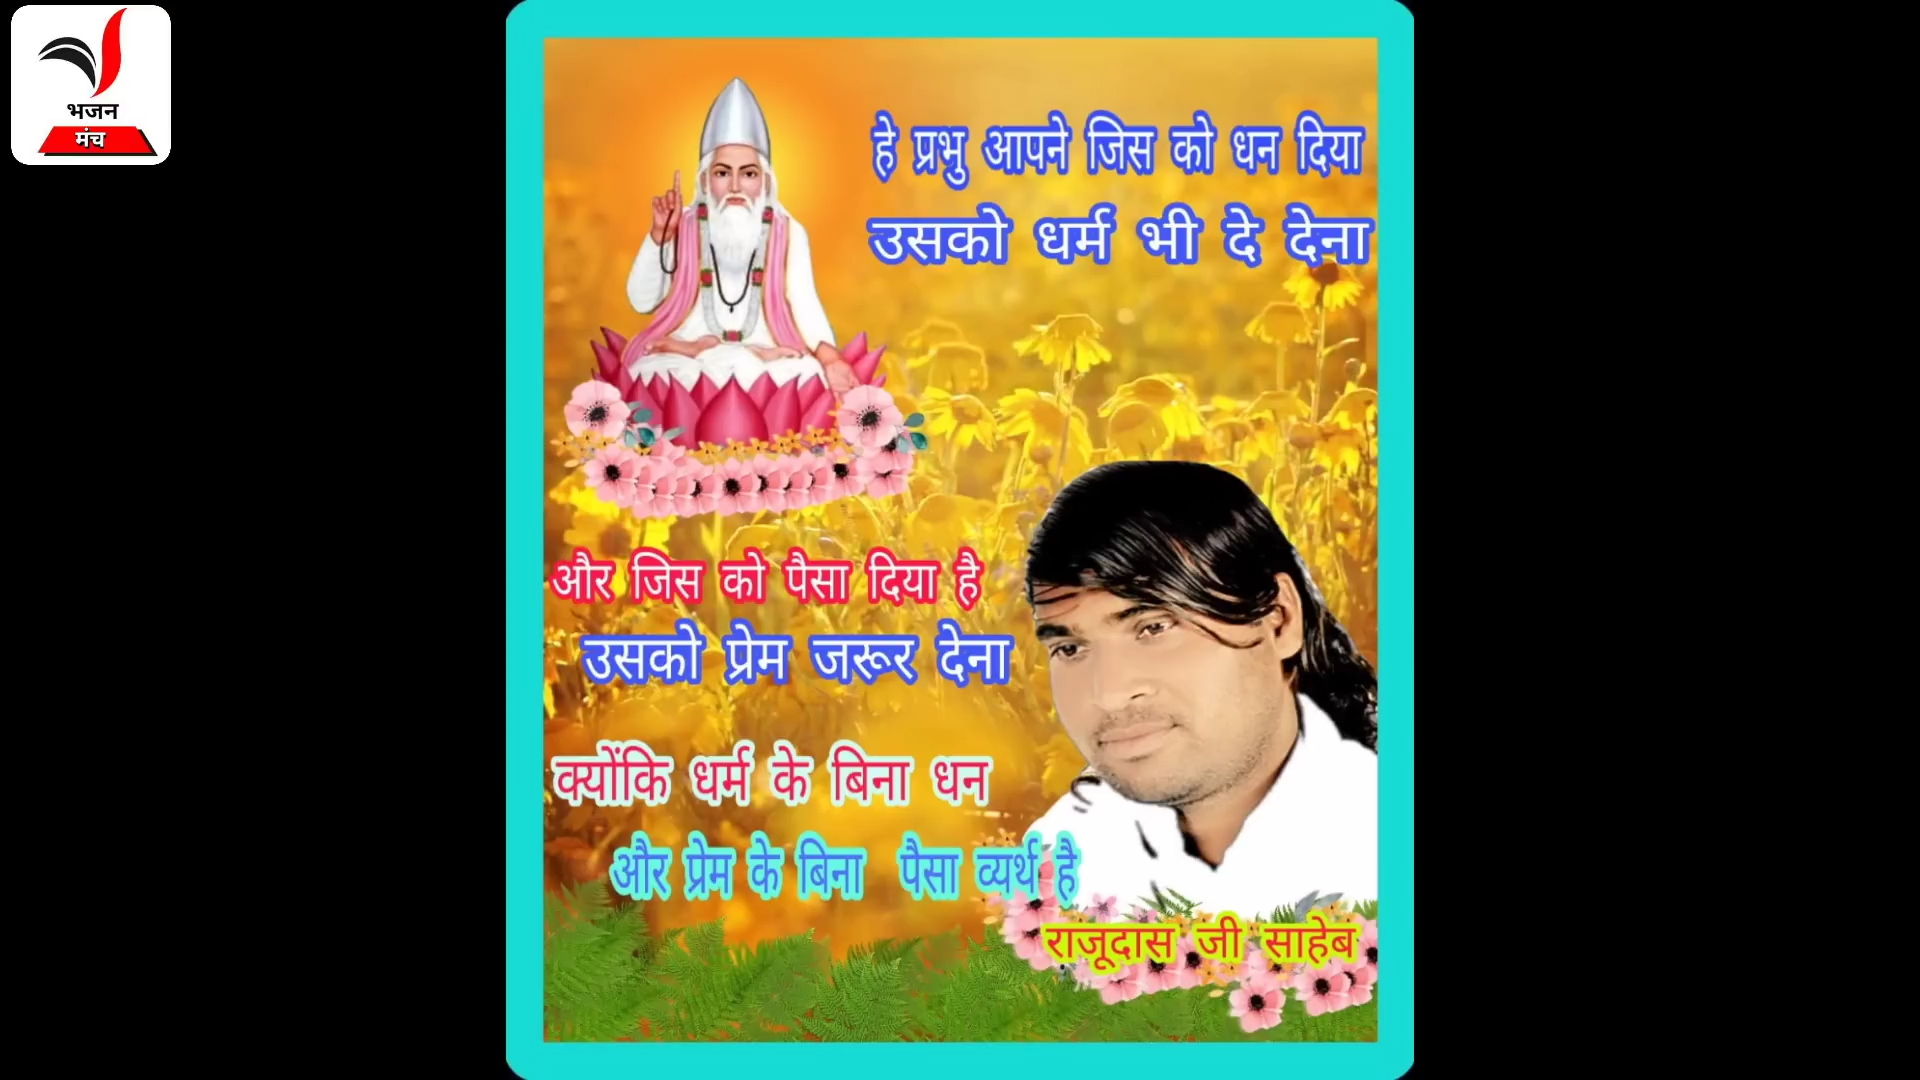 भजन
मंच
हे प्रभु आपने जिस को धन दिया
उसको धर्म भी दे देना
और जिस को पैसा दिया है
उसको प्रेम जरूर देना
क्योंकि धर्म के बिना धन
और प्रेम के बिना पैसा व्यर्थ है
राजूदास जी साहेब